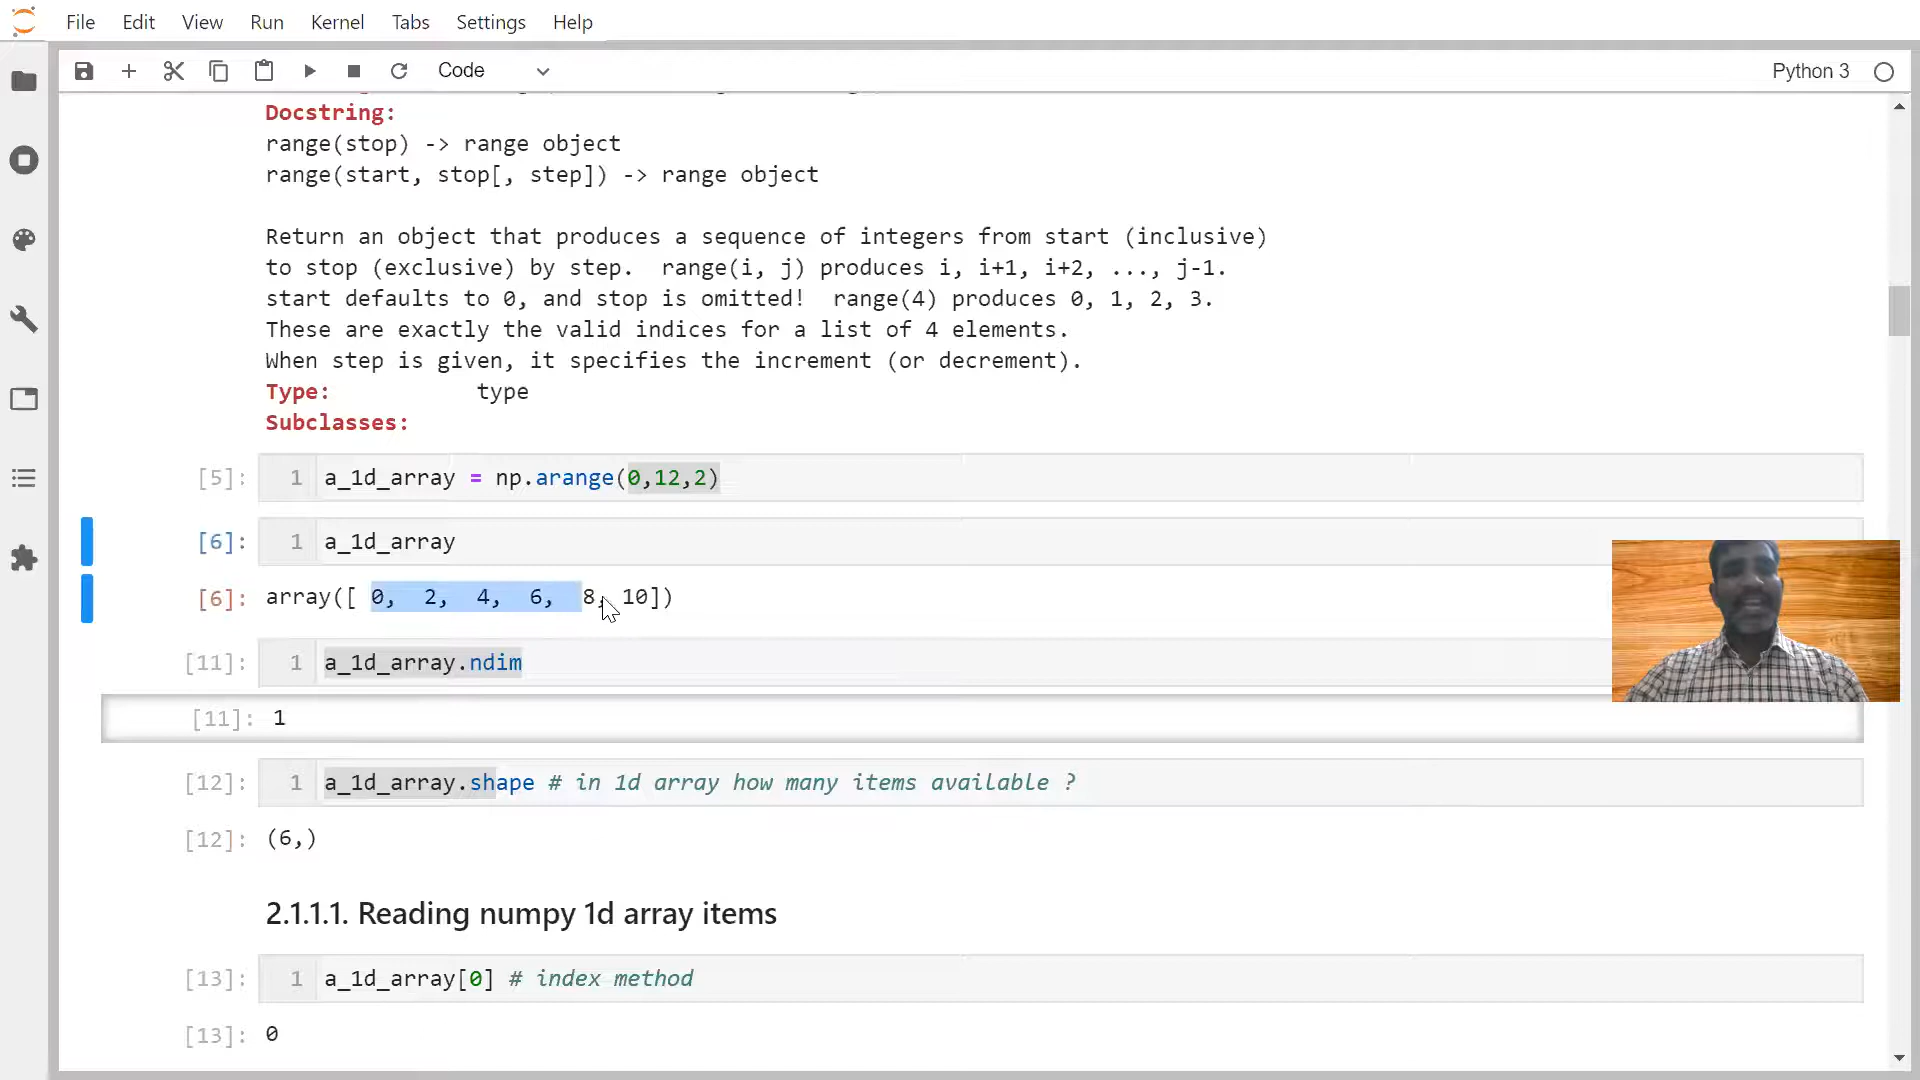 File Edit View Run Kernel Tabs Settings Help
Code Python 3
Docstring:
range(stop) -> range object
range(start, stop[, step]) -> range object
Return an object that produces a sequence of integers from start (inclusive)
to stop (exclusive) by step.  range(i, j) produces i, i+1, i+2, ..., j-1.
start defaults to 0, and stop is omitted!  range(4) produces 0, 1, 2, 3.
These are exactly the valid indices for a list of 4 elements.
When step is given, it specifies the increment (or decrement).
Type: type
Subclasses:
[5]: 1 a_1d_array = np.arange(0,12,2)
[6]: 1 a_1d_array
[6]: array([ 0,  2,  4,  6,  8, 10])
[11]: 1 a_1d_array.ndim
[11]: 1
[12]: 1 a_1d_array.shape # in 1d array how many items available ?
[12]: (6,)
2.1.1.1. Reading numpy 1d array items
[13]: 1 a_1d_array[0] # index method
[13]: 0